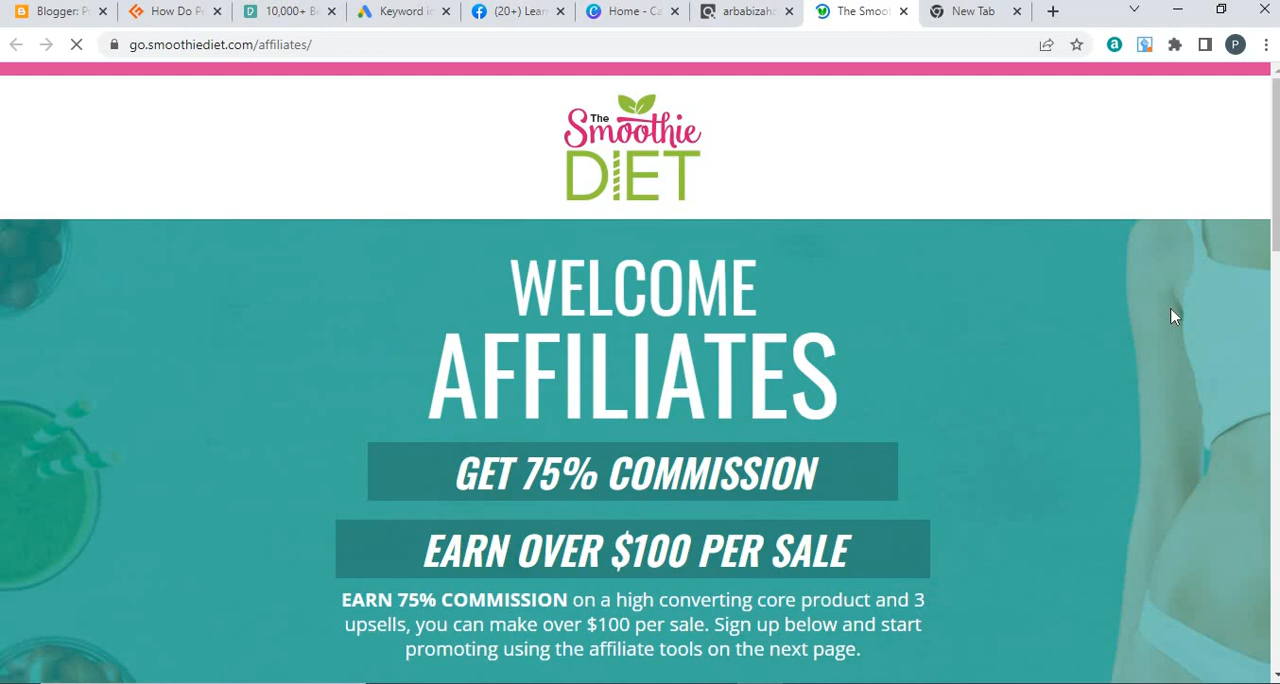 Blogger: P
How Do P
10,000+ B
Keyword ic
(20+) Lear
Home - Ca
arbabizah
The Smoot
New Tab
go.smoothiediet.com/affiliates/
a
P
The
Smoothie
DIET
WELCOME
AFFILIATES
GET 75% COMMISSION
EARN OVER $100 PER SALE
EARN 75% COMMISSION on a high converting core product and 3
upsells, you can make over $100 per sale. Sign up below and start
promoting using the affiliate tools on the next page.